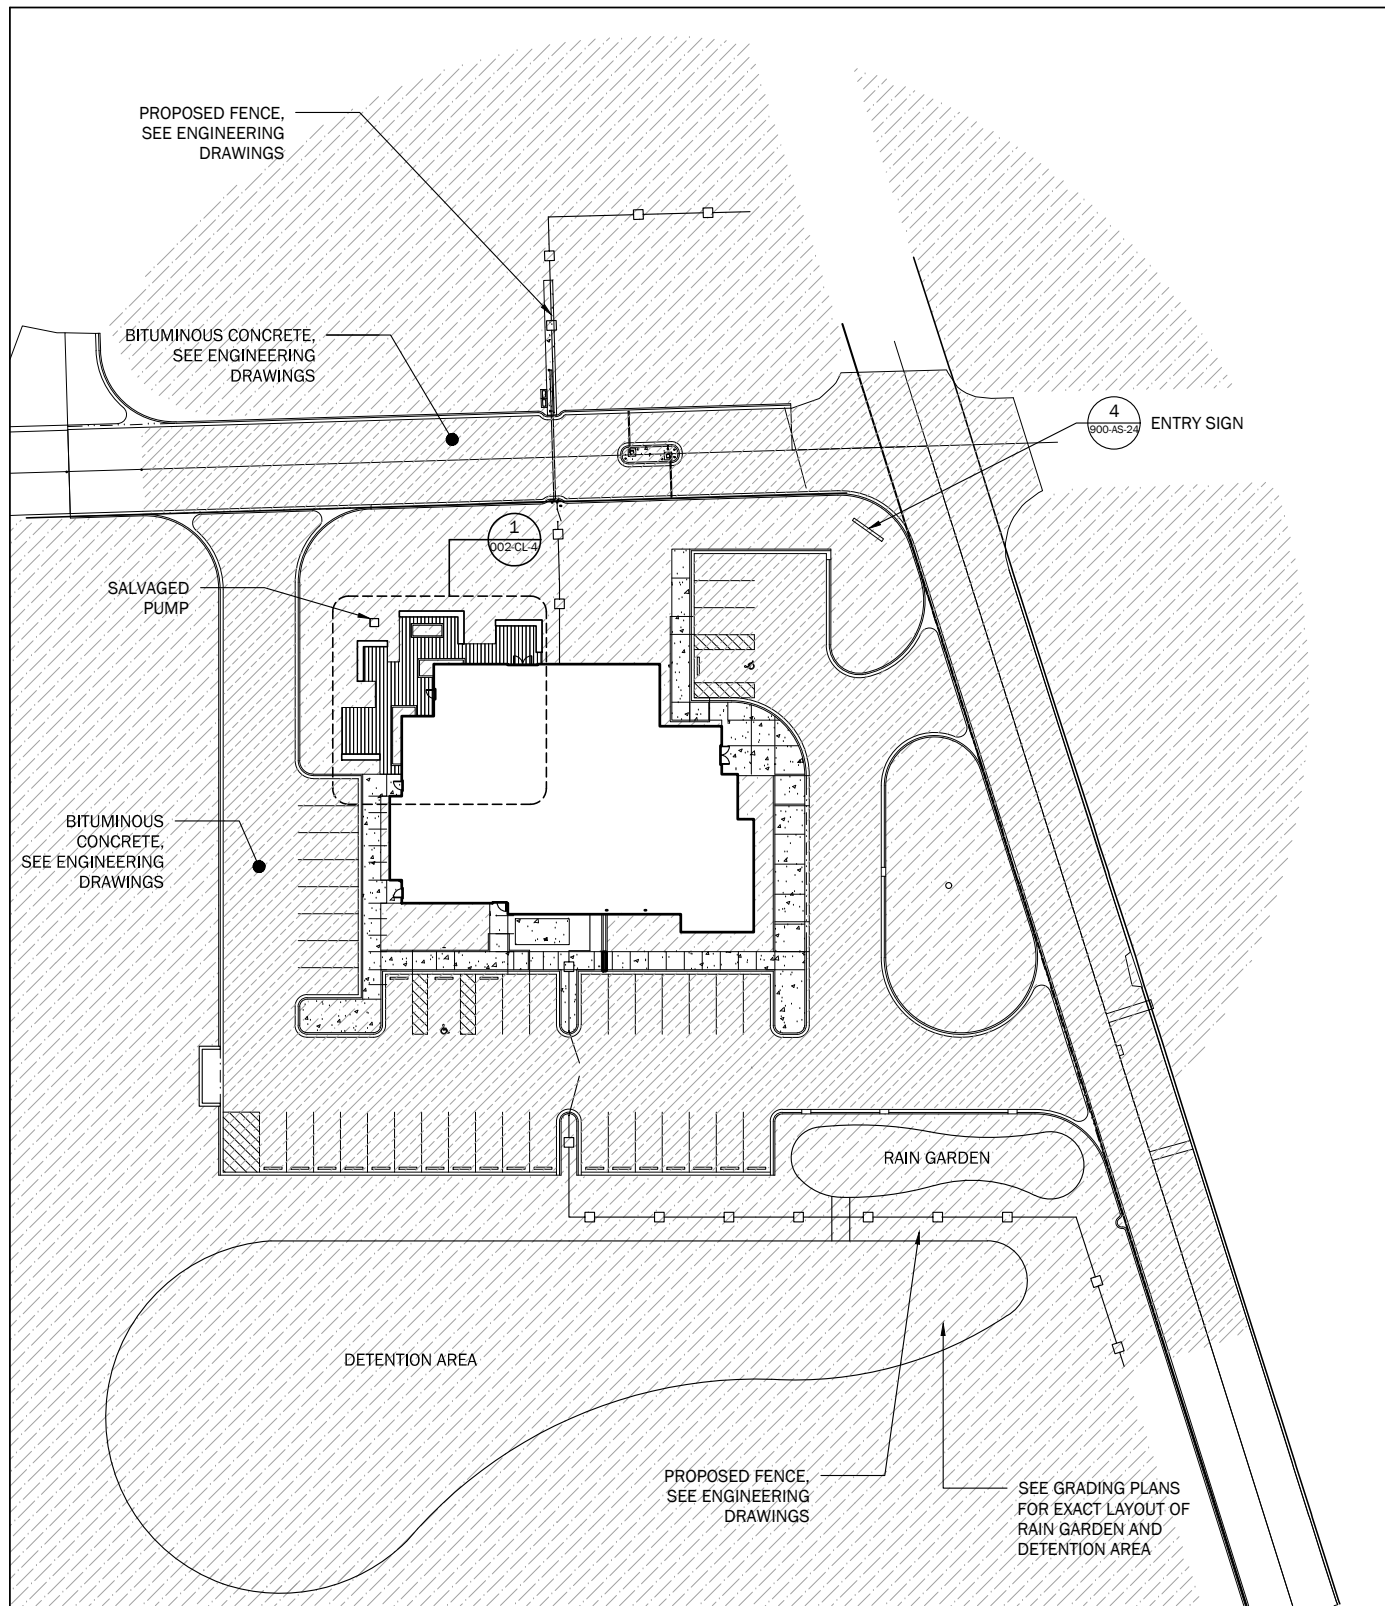 PROPOSED FENCE,
SEE ENGINEERING
DRAWINGS
BITUMINOUS CONCRETE,
SEE ENGINEERING
DRAWINGS
4
900-AS-24
ENTRY SIGN
1
002-CL-4
SALVAGED
PUMP
BITUMINOUS
CONCRETE,
SEE ENGINEERING
DRAWINGS
RAIN GARDEN
DETENTION AREA
PROPOSED FENCE,
SEE ENGINEERING
DRAWINGS
SEE GRADING PLANS
FOR EXACT LAYOUT OF
RAIN GARDEN AND
DETENTION AREA